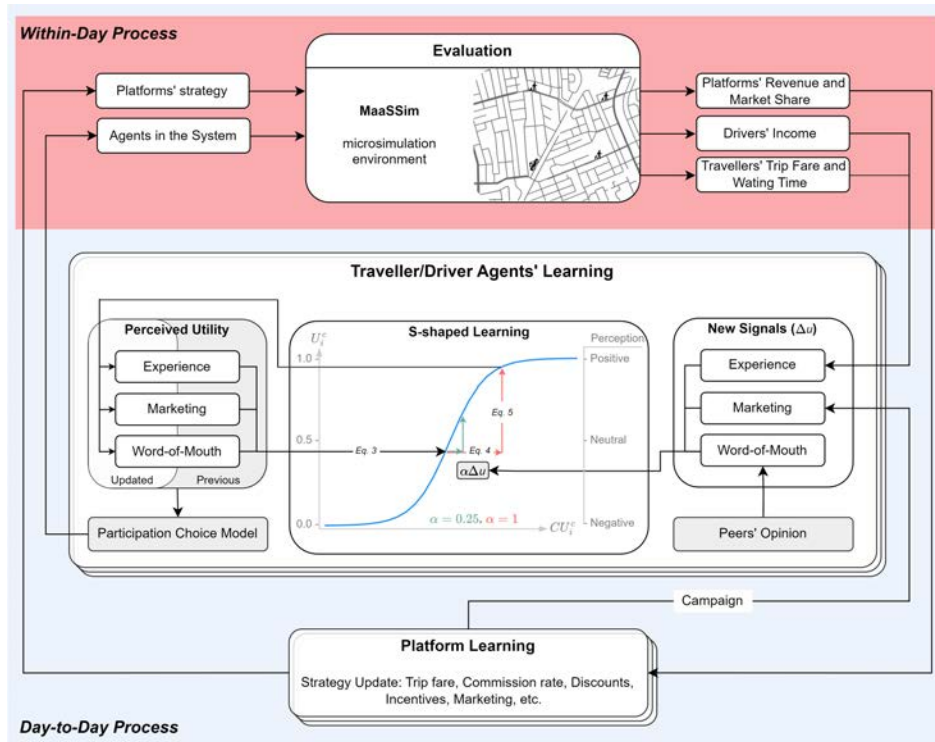 Within-Day Process
Evaluation
Platforms' strategy
Agents in the System
MaaSSim
microsimulation
environment
Platforms' Revenue and
Market Share
Drivers' Income
Travellers' Trip Fare and
Wating Time
Traveller/Driver Agents' Learning
Perceived Utility
Experience
Marketing
Word-of-Mouth
Updated
Previous
Participation Choice Model
S-shaped Learning
U_i^c
1.0
0.5
0.0
Perception
Positive
Neutral
Negative
Eq. 3
Eq. 4
Eq. 5
αΔu
α = 0.25, α = 1
CU_i^c
New Signals (Δu)
Experience
Marketing
Word-of-Mouth
Peers' Opinion
Campaign
Platform Learning
Strategy Update: Trip fare, Commission rate, Discounts,
Incentives, Marketing, etc.
Day-to-Day Process